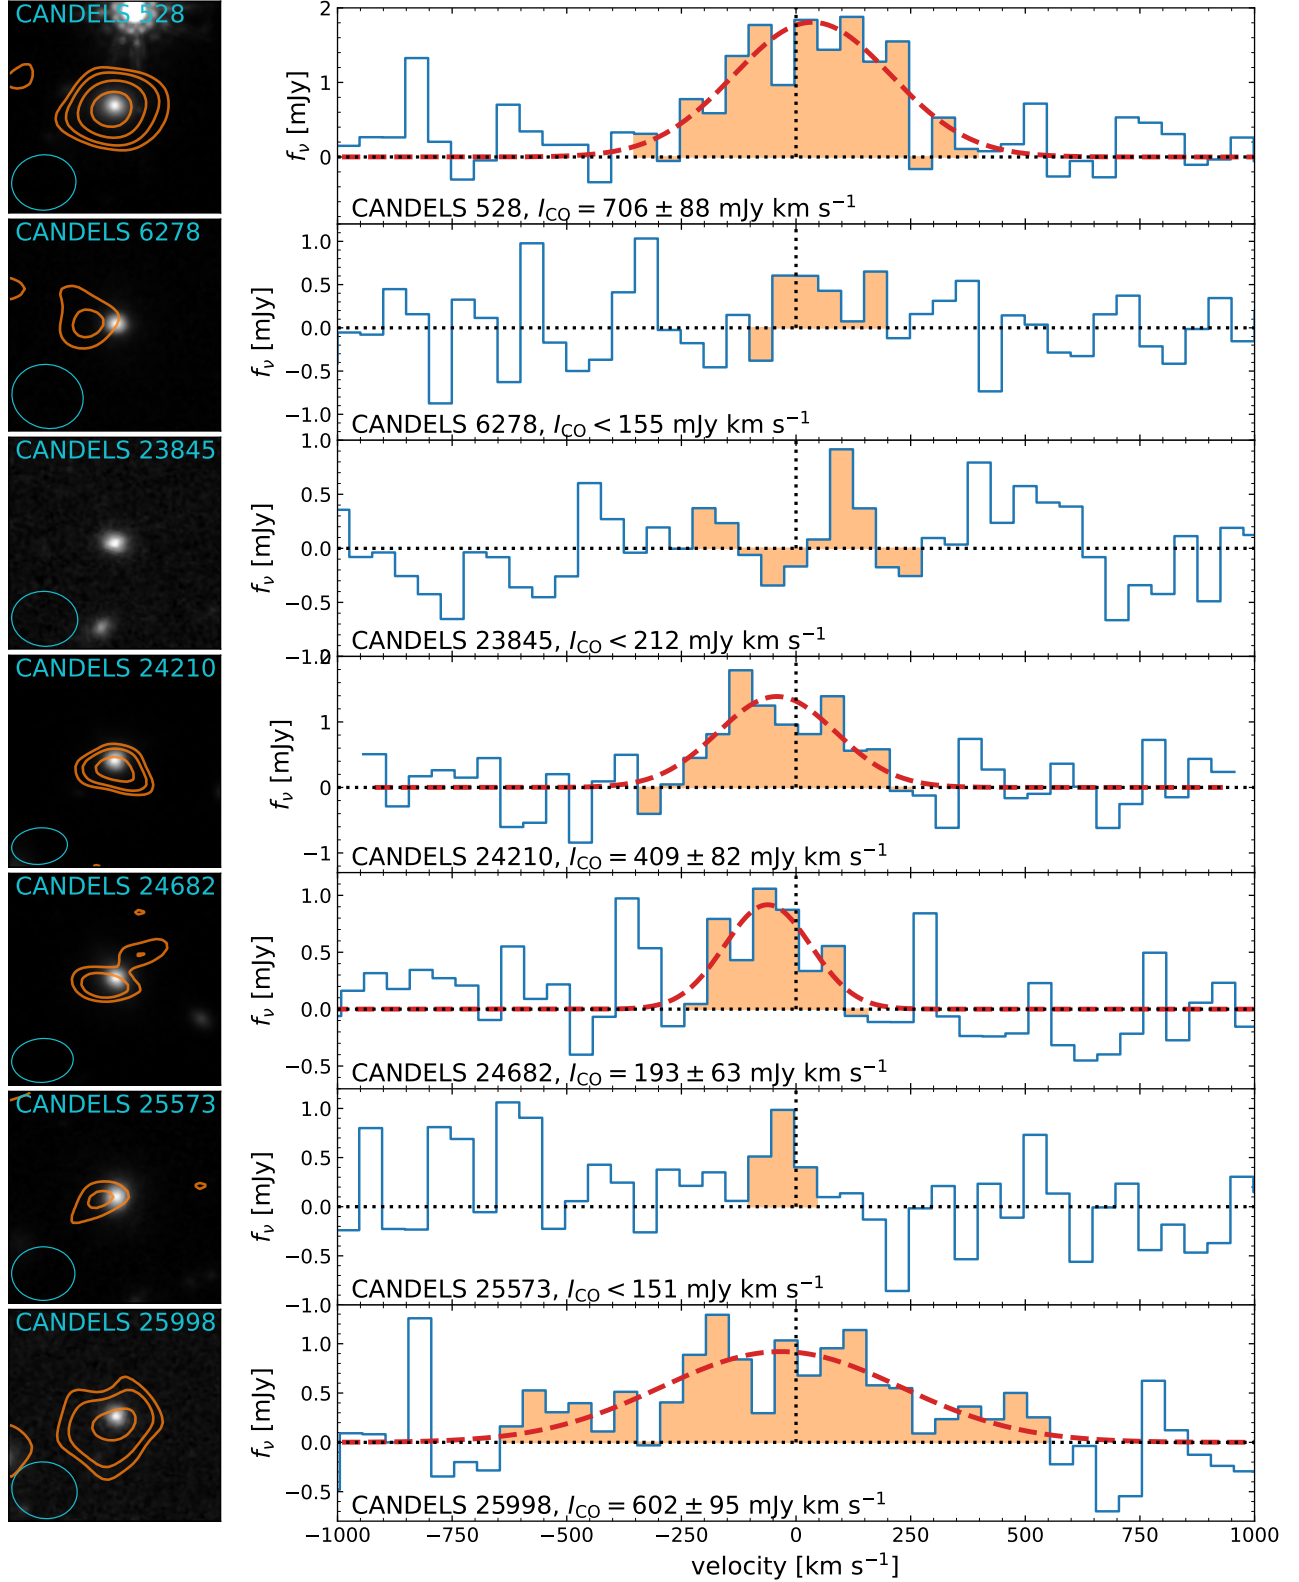 CANDELS 528
2
1
0
fν [mJy]
CANDELS 528, ICO = 706 ± 88 mJy km s−1
CANDELS 6278
1.0
0.5
0.0
−0.5
−1.0
fν [mJy]
CANDELS 6278, ICO < 155 mJy km s−1
CANDELS 23845
1.0
0.5
0.0
−0.5
fν [mJy]
CANDELS 23845, ICO < 212 mJy km s−1
CANDELS 24210
1
0
−1
fν [mJy]
CANDELS 24210, ICO = 409 ± 82 mJy km s−1
CANDELS 24682
1.0
0.5
0.0
−0.5
fν [mJy]
CANDELS 24682, ICO = 193 ± 63 mJy km s−1
CANDELS 25573
1.0
0.5
0.0
−0.5
−1.0
fν [mJy]
CANDELS 25573, ICO < 151 mJy km s−1
CANDELS 25998
1.0
0.5
0.0
−0.5
fν [mJy]
CANDELS 25998, ICO = 602 ± 95 mJy km s−1
−1000 −750 −500 −250 0 250 500 750 1000
velocity [km s−1]